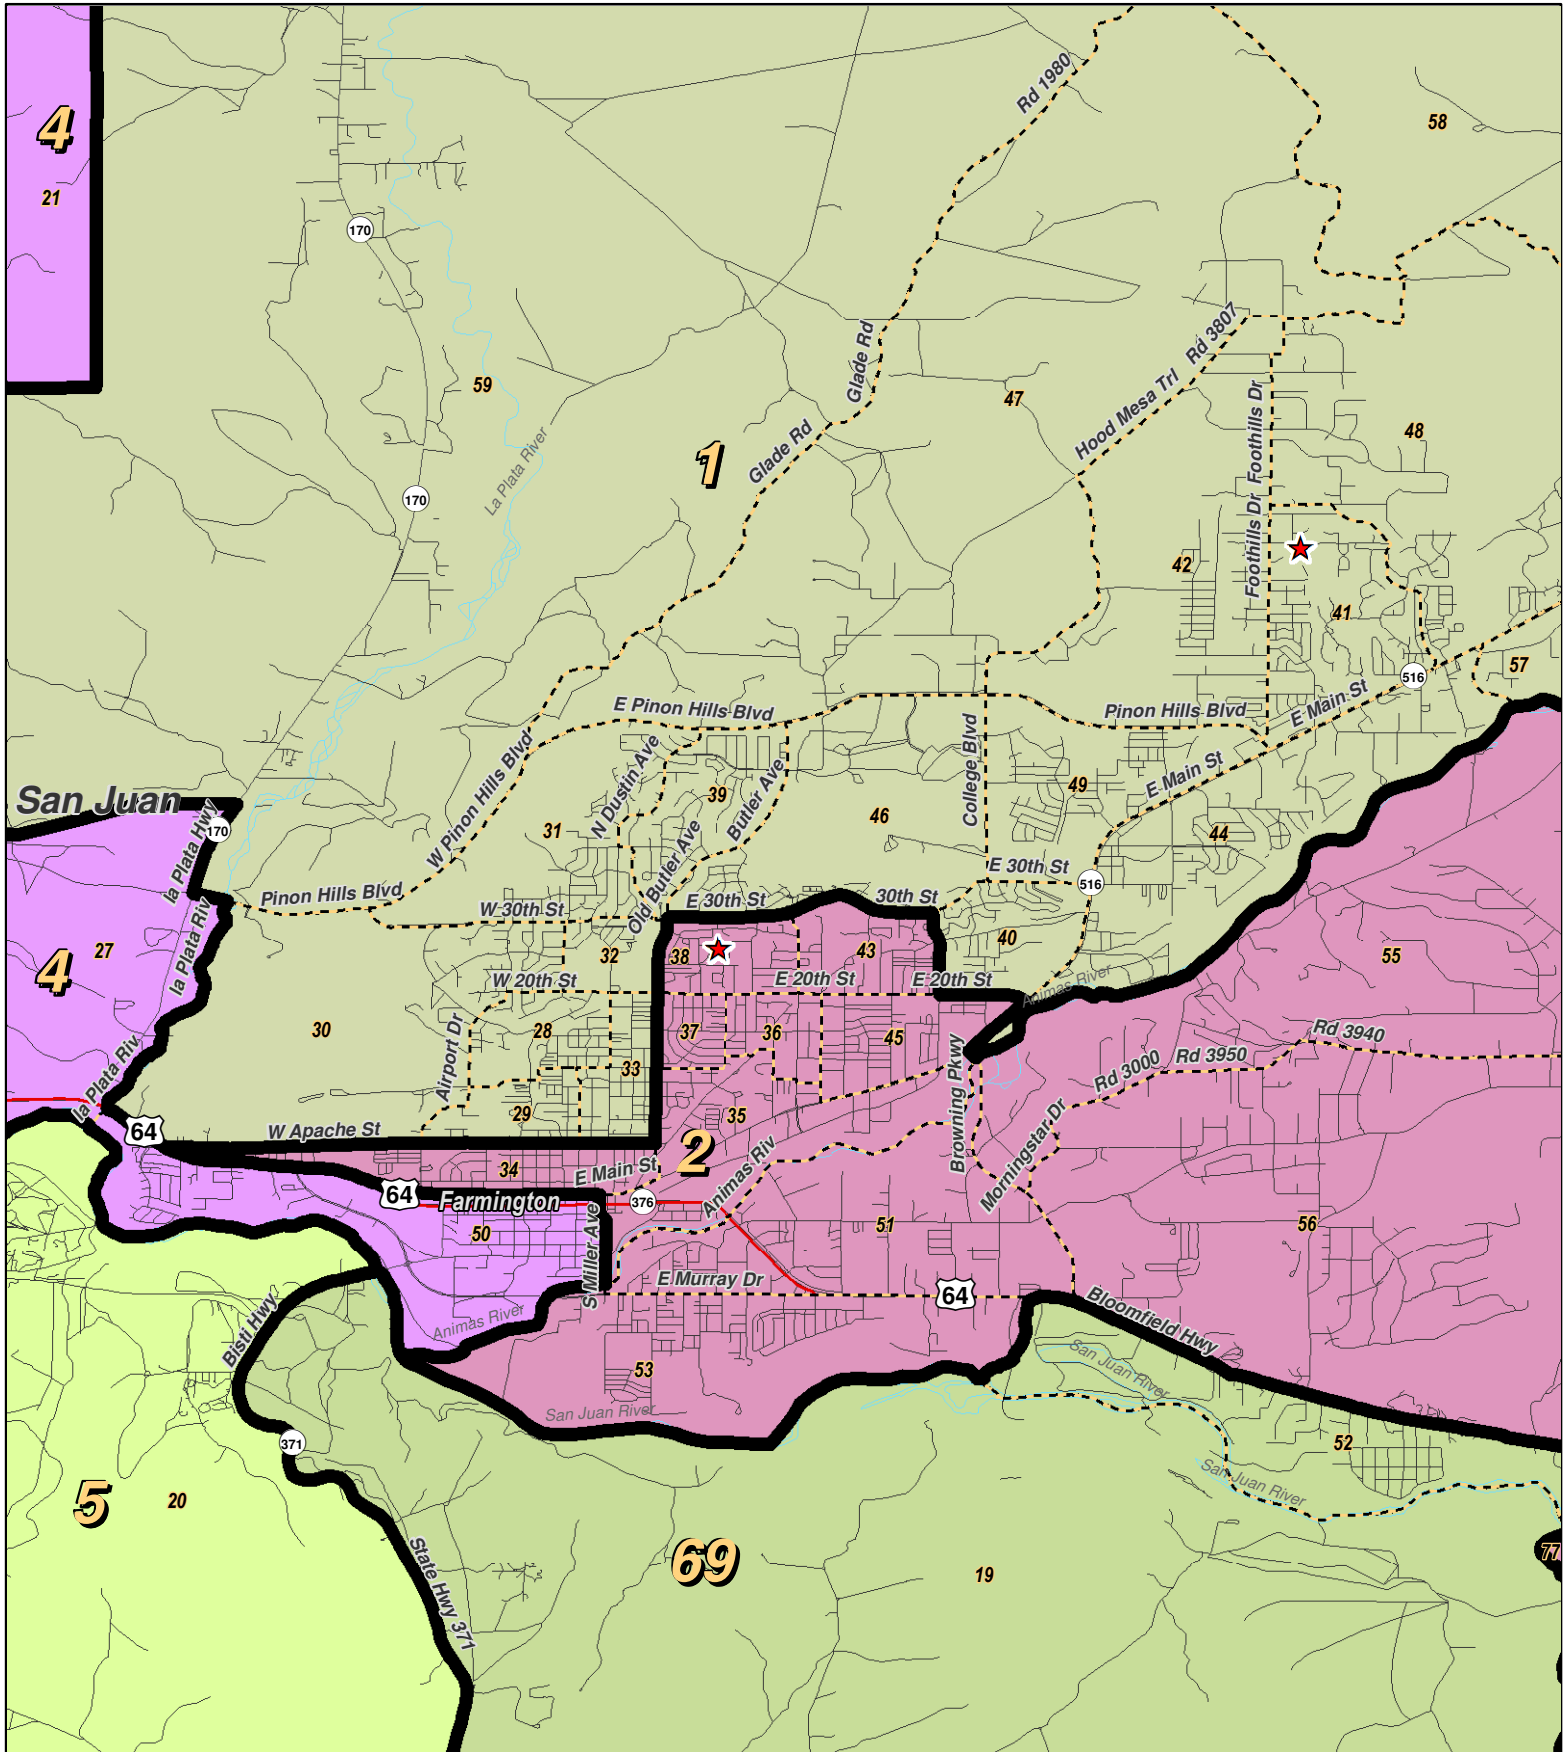 Rd 1980
58
4
21
170
Rd 3807
Glade Rd
59
47
Hood Mesa Trl
Foothills Dr
48
Glade Rd
1
La Plata River
170
Foothills Dr
42
41
57
516
E Pinon Hills Blvd
Pinon Hills Blvd
E Main St
W Pinon Hills Blvd
N Dustin Ave
Butler Ave
College Blvd
E Main St
49
39
San Juan
170
la Plata Hwy
31
46
44
Old Butler Ave
E 30th St
516
Pinon Hills Blvd
W 30th St
E 30th St
30th St
la Plata Riv
27
4
32
38
43
40
55
W 20th St
E 20th St
E 20th St
Animas River
30
Airport Dr
28
37
36
45
Rd 3940
Browning Pkwy
Rd 3950
Rd 3000
la Plata Riv
33
29
35
Morningstar Dr
64
W Apache St
2
34
E Main St
Animas Riv
64
Farmington
376
50
S Miller Ave
51
56
E Murray Dr
64
Bloomfield Hwy
Bisti Hwy
Animas River
San Juan River
53
San Juan River
371
52
San Juan River
5
20
State Hwy 371
69
19
77